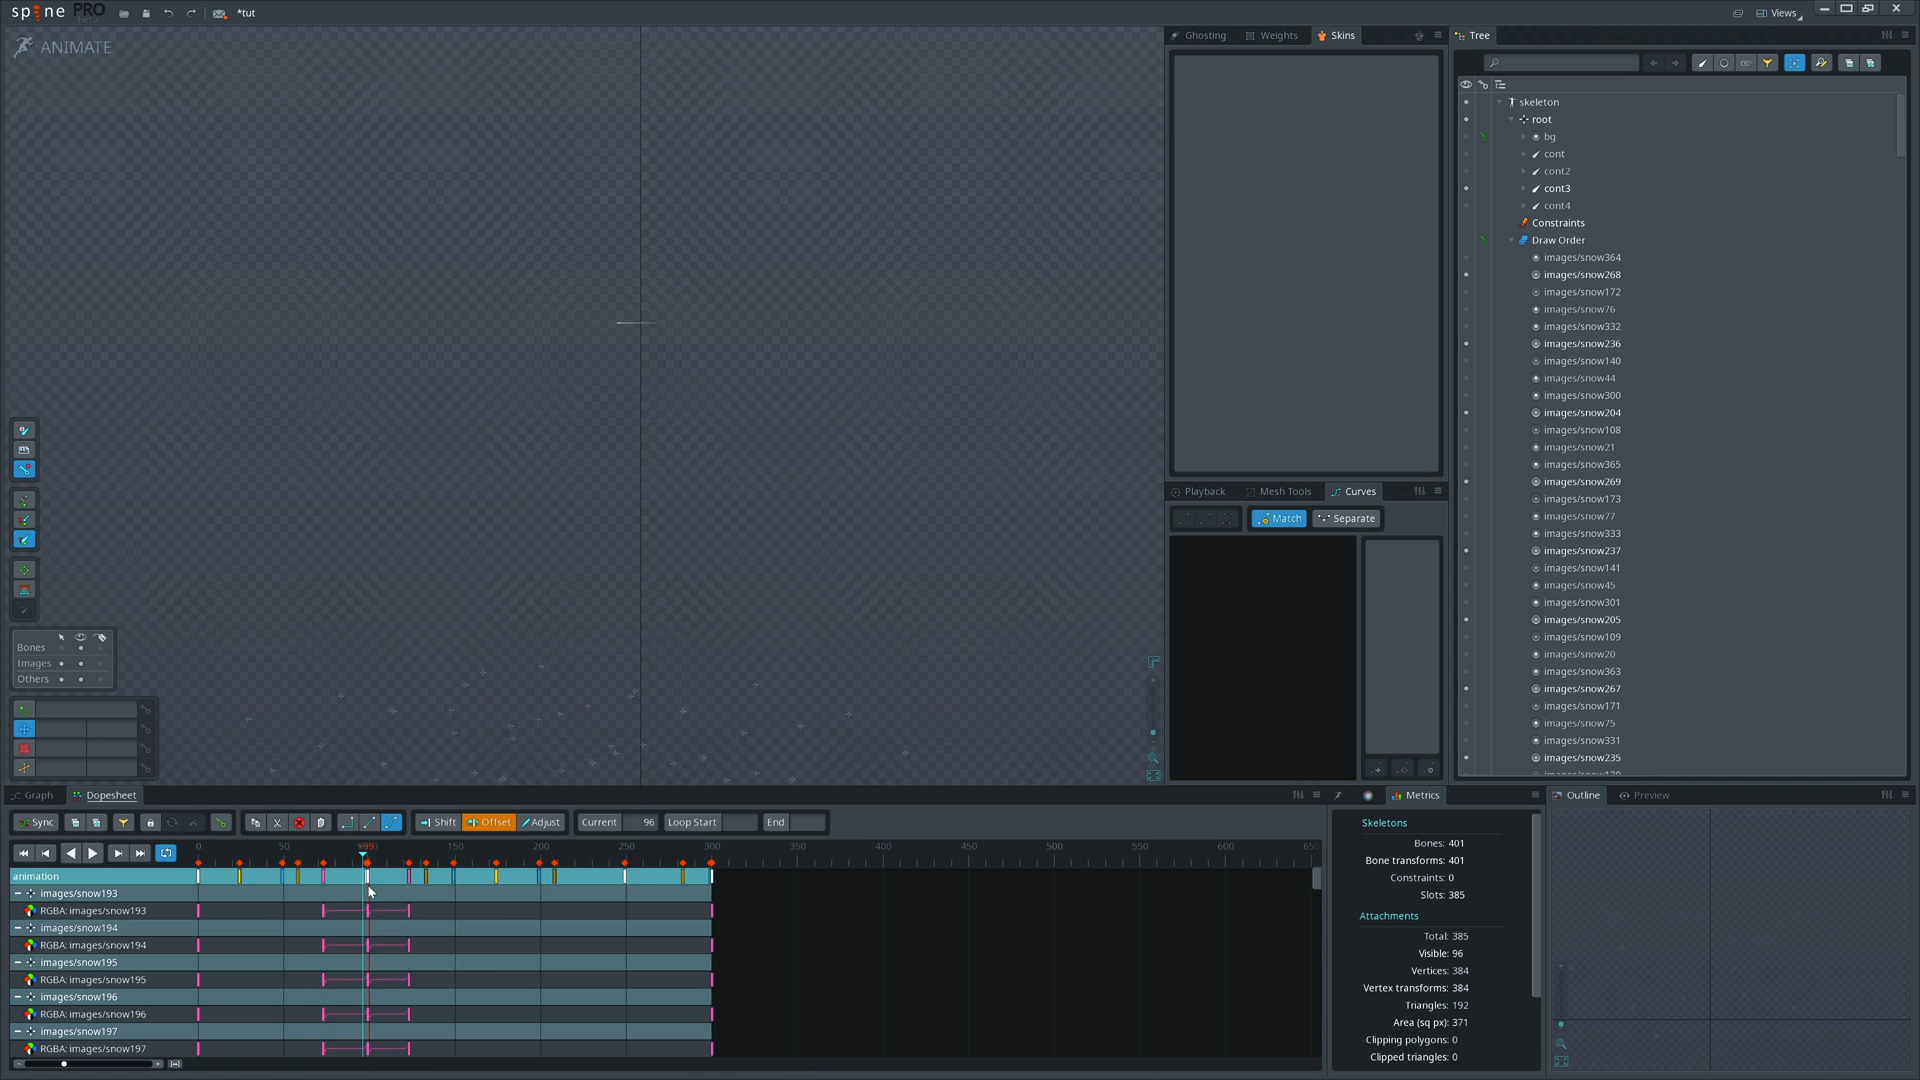 spine PRO beta *tut Views
ANIMATE
Ghosting Weights Skins
Tree
skeleton
root
bg
cont
cont2
cont3
cont4
Constraints
Draw Order
images/snow364
images/snow268
images/snow172
images/snow76
images/snow332
images/snow236
images/snow140
images/snow44
images/snow300
images/snow204
images/snow108
images/snow21
images/snow365
images/snow269
images/snow173
images/snow77
images/snow333
images/snow237
images/snow141
images/snow45
images/snow301
images/snow205
images/snow109
images/snow20
images/snow363
images/snow267
images/snow171
images/snow75
images/snow331
images/snow235
Playback Mesh Tools Curves
Match Separate
Bones
Images
Others
Graph Dopesheet
Sync Shift Offset Adjust Current 96 Loop Start End
0 50 150 200 250 300 350 400 450 500 550 600
animation
images/snow193
RGBA: images/snow193
images/snow194
RGBA: images/snow194
images/snow195
RGBA: images/snow195
images/snow196
RGBA: images/snow196
images/snow197
RGBA: images/snow197
Metrics
Skeletons
Bones: 401
Bone transforms: 401
Constraints: 0
Slots: 385
Attachments
Total: 385
Visible: 96
Vertices: 384
Vertex transforms: 384
Triangles: 192
Area (sq px): 371
Clipping polygons: 0
Clipped triangles: 0
Outline Preview